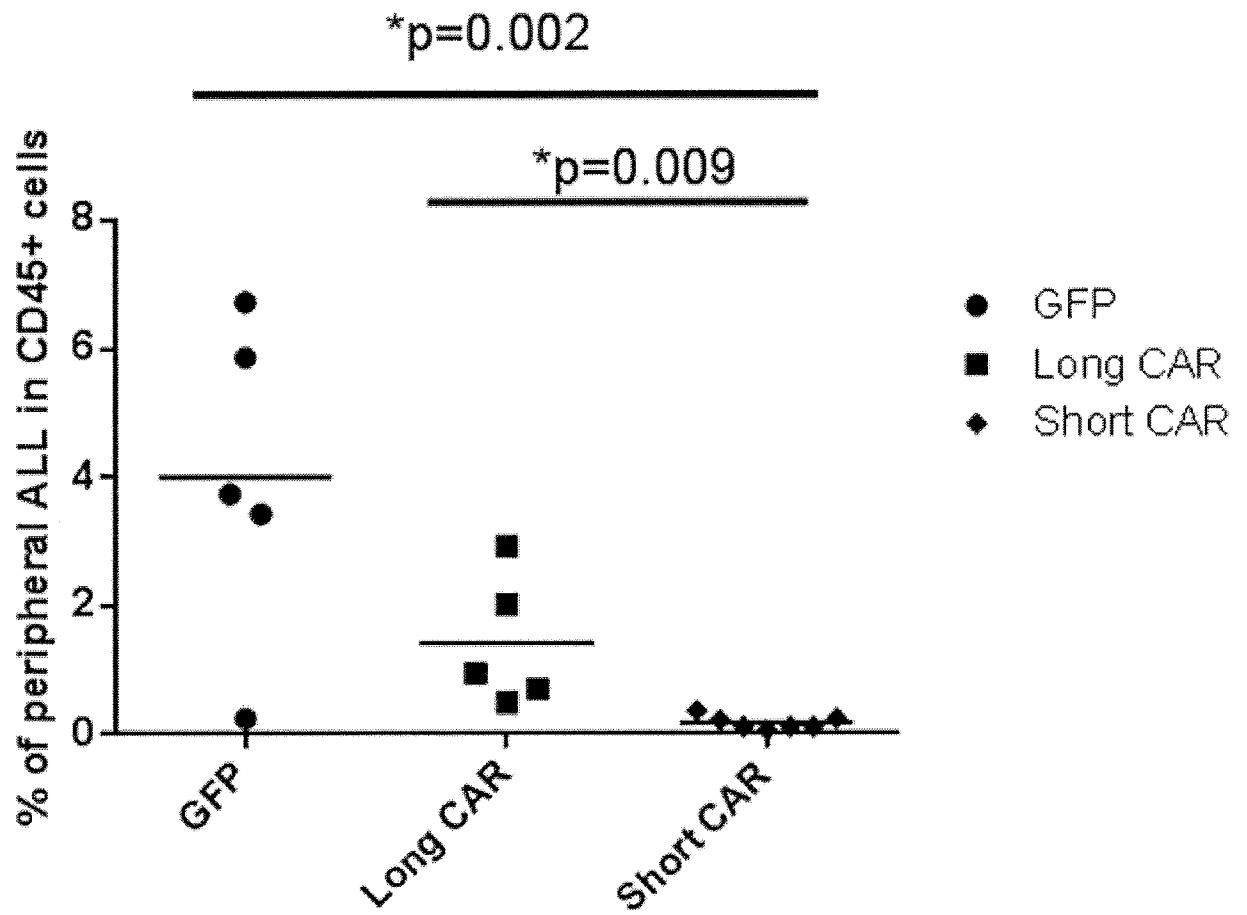 *p=0.002
*p=0.009
% of peripheral ALL in CD45+ cells
8
6
4
2
0
GFP
Long CAR
Short CAR
GFP
Long CAR
Short CAR